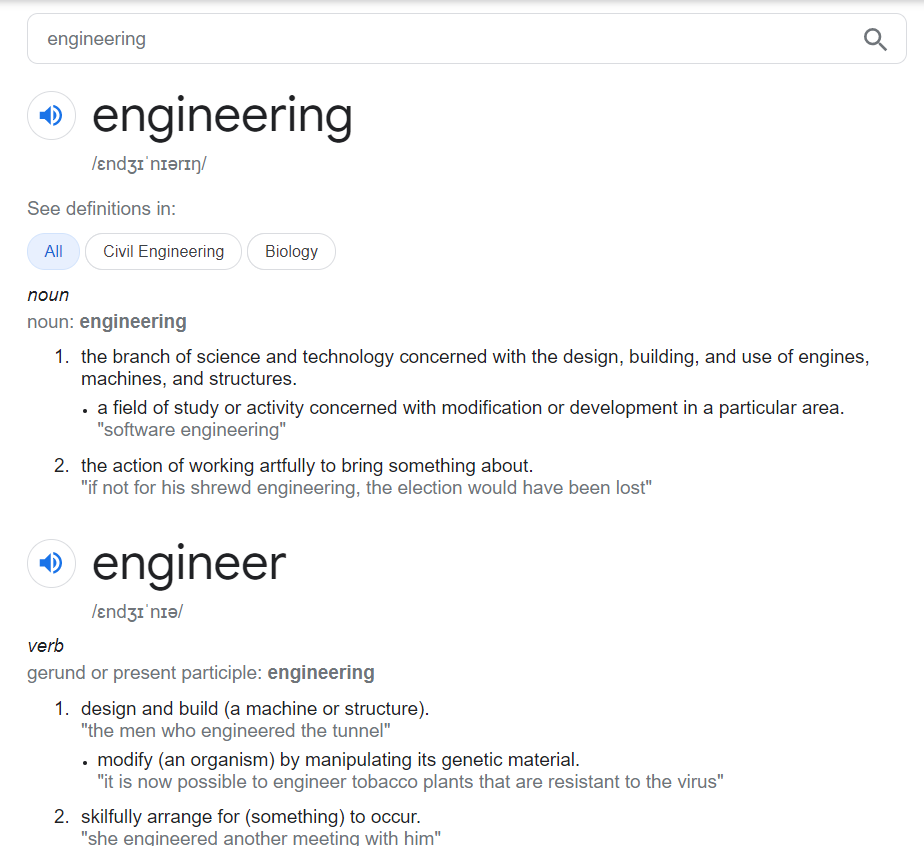 engineering
engineering
/ɛndʒɪˈnɪərɪŋ/
See definitions in:
All Civil Engineering Biology
noun
noun: engineering
1. the branch of science and technology concerned with the design, building, and use of engines,
machines, and structures.
• a field of study or activity concerned with modification or development in a particular area.
"software engineering"
2. the action of working artfully to bring something about.
"if not for his shrewd engineering, the election would have been lost"
engineer
/ɛndʒɪˈnɪə/
verb
gerund or present participle: engineering
1. design and build (a machine or structure).
"the men who engineered the tunnel"
• modify (an organism) by manipulating its genetic material.
"it is now possible to engineer tobacco plants that are resistant to the virus"
2. skilfully arrange for (something) to occur.
"she engineered another meeting with him"